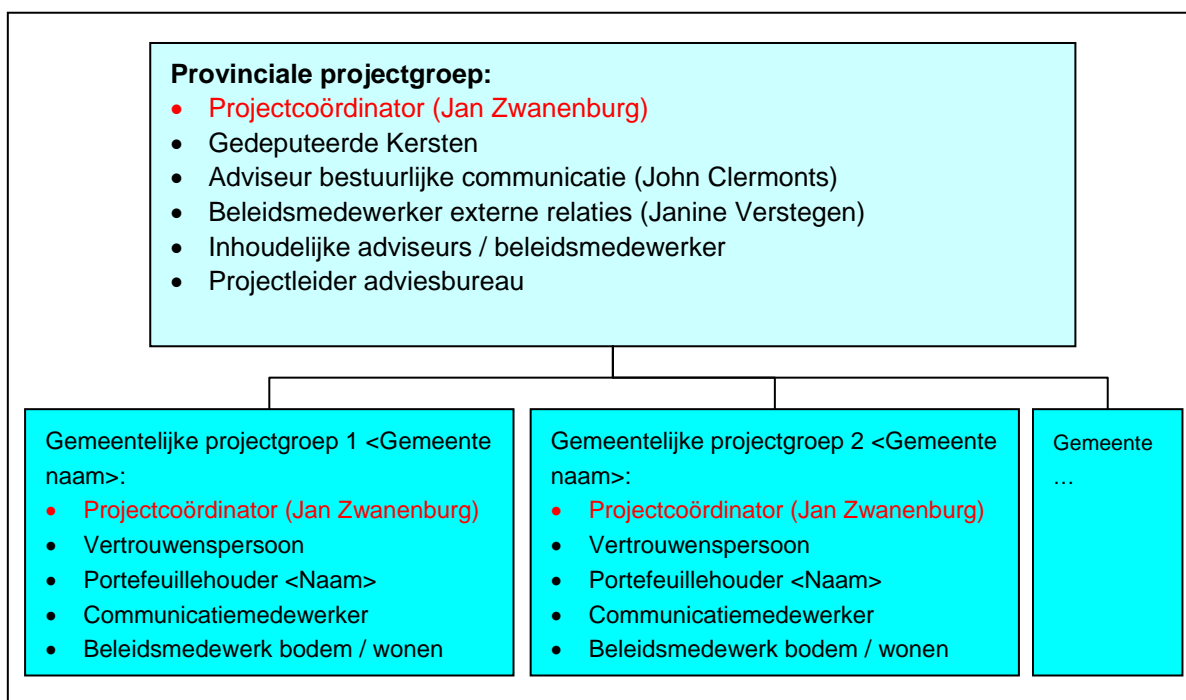 Provinciale projectgroep:
• Projectcoördinator (Jan Zwanenburg)
• Gedeputeerde Kersten
• Adviseur bestuurlijke communicatie (John Clermonts)
• Beleidsmedewerker externe relaties (Janine Verstegen)
• Inhoudelijke adviseurs / beleidsmedewerker
• Projectleider adviesbureau
Gemeentelijke projectgroep 1 <Gemeente
naam>:
• Projectcoördinator (Jan Zwanenburg)
• Vertrouwenspersoon
• Portefeuillehouder <Naam>
• Communicatiemedewerker
• Beleidsmedewerk bodem / wonen
Gemeentelijke projectgroep 2 <Gemeente
naam>:
• Projectcoördinator (Jan Zwanenburg)
• Vertrouwenspersoon
• Portefeuillehouder <Naam>
• Communicatiemedewerker
• Beleidsmedewerk bodem / wonen
Gemeente
…